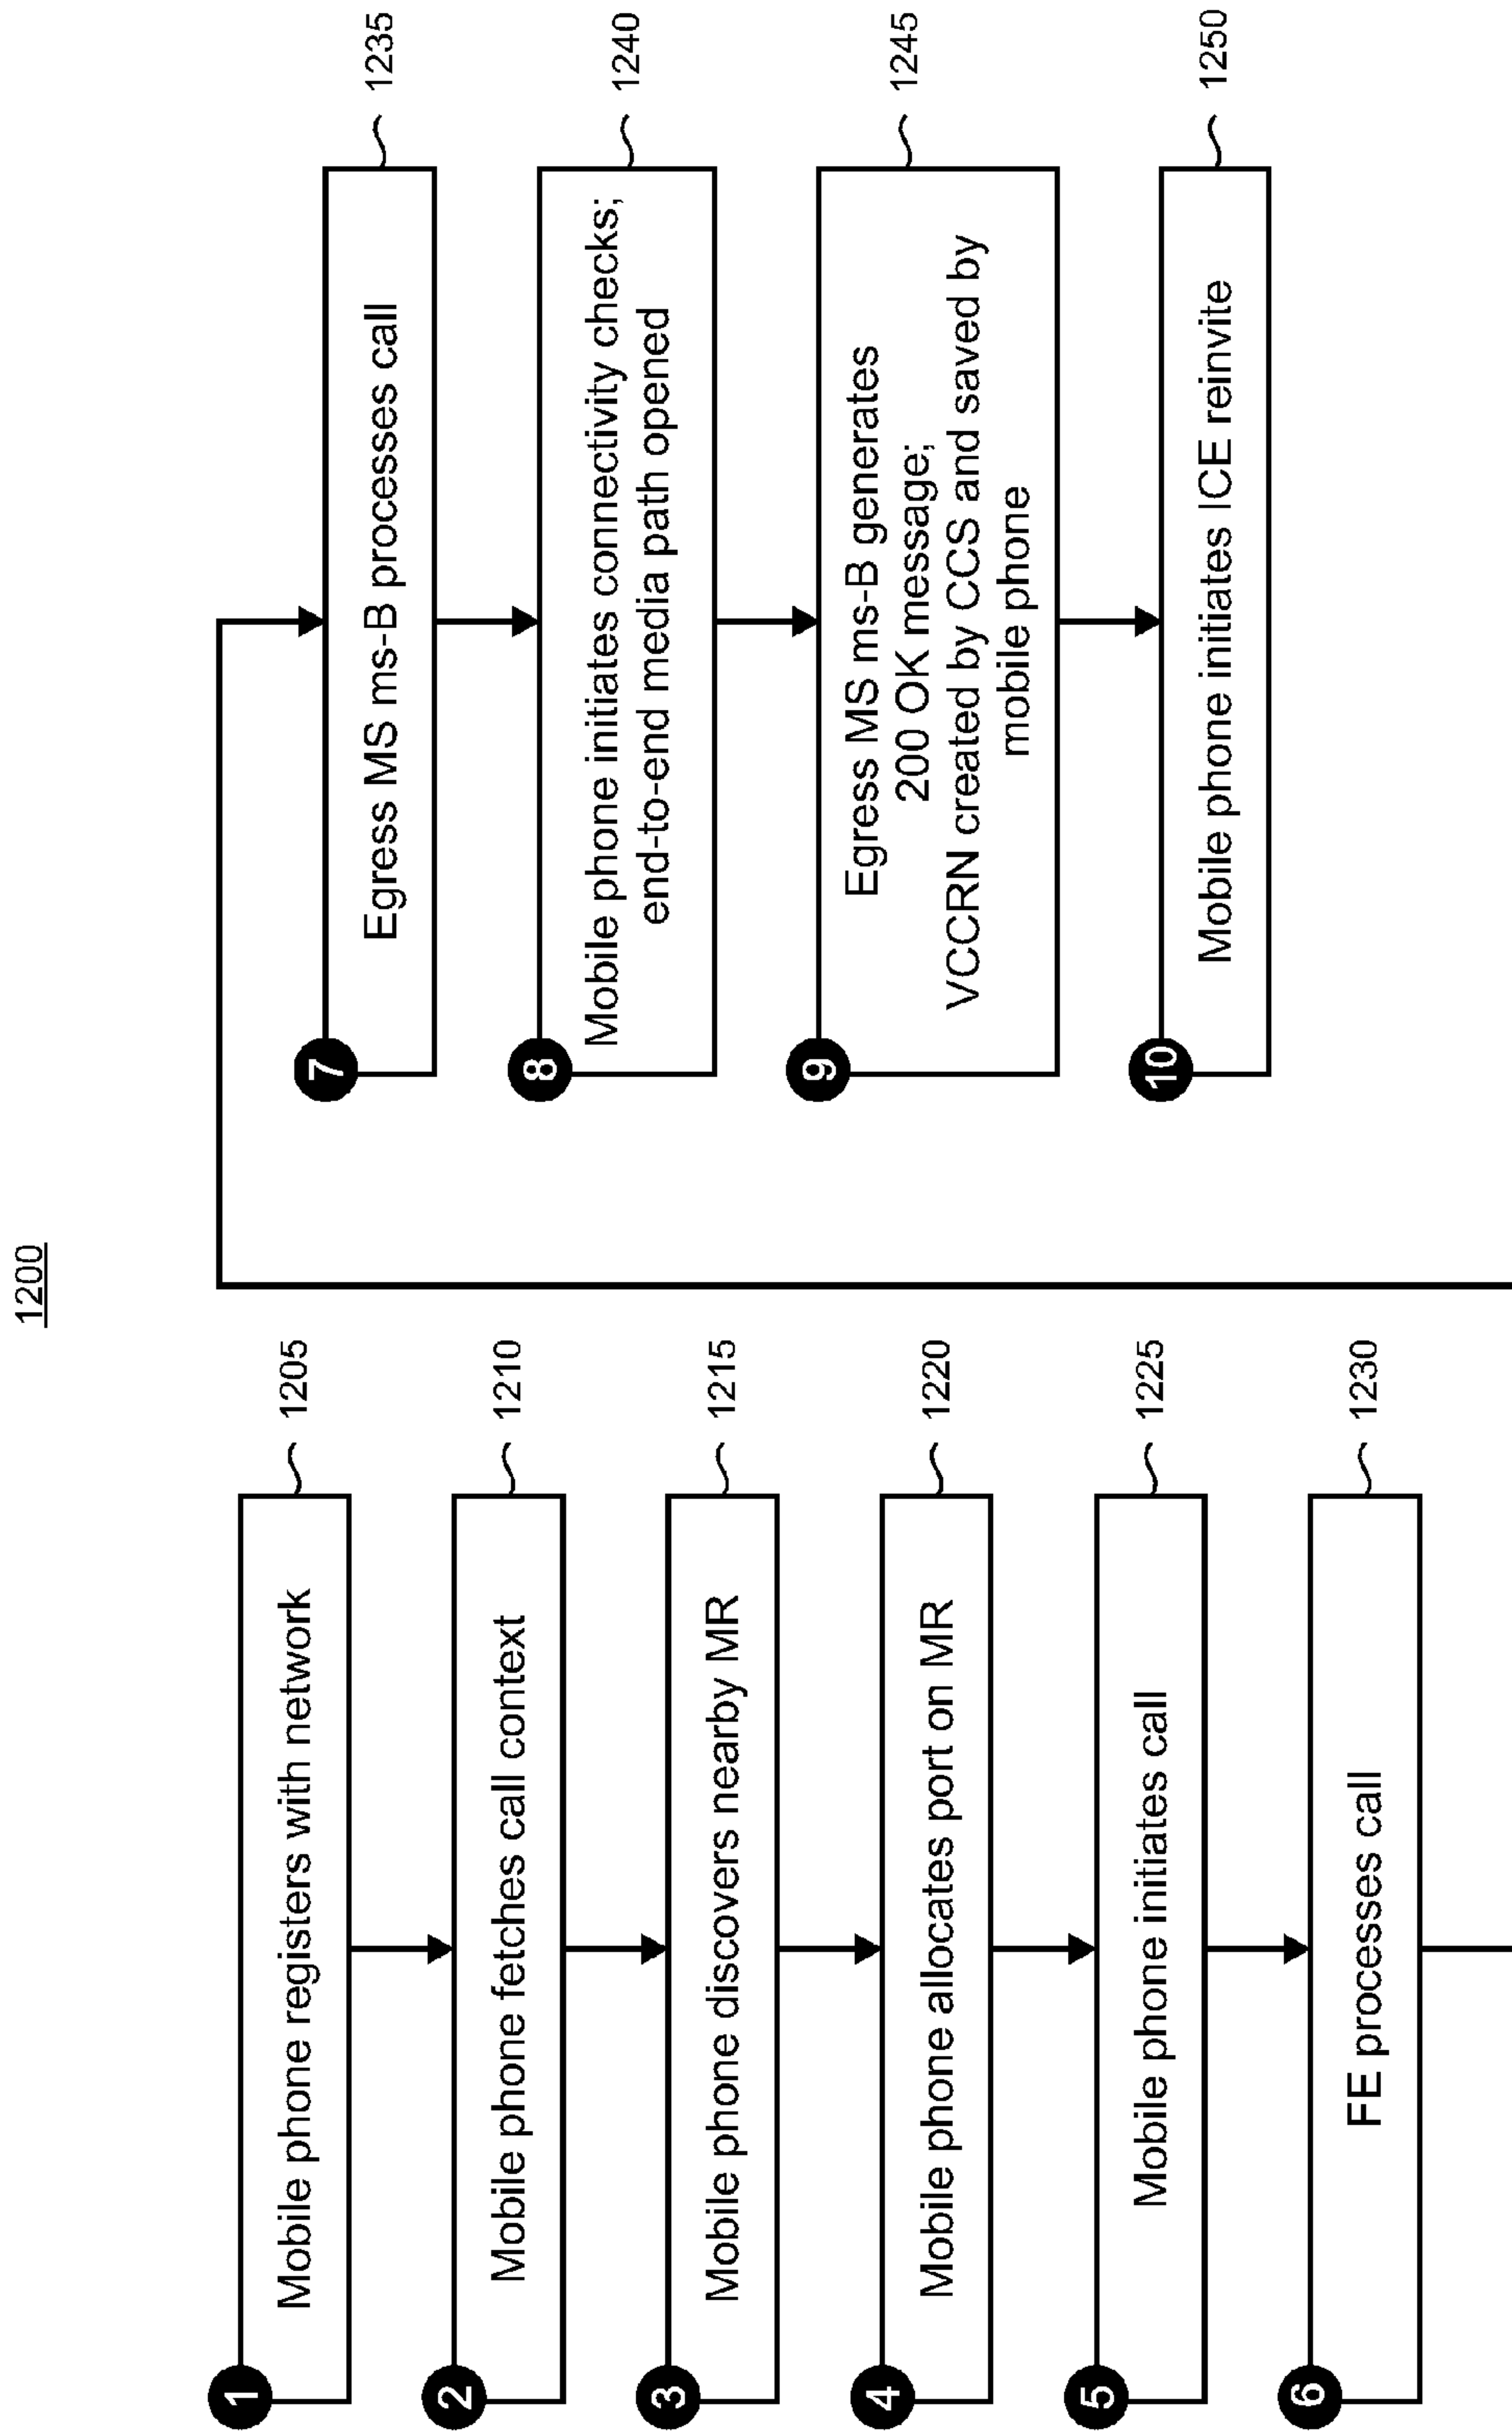 1200
1
Mobile phone registers with network
1205
2
Mobile phone fetches call context
1210
3
Mobile phone discovers nearby MR
1215
4
Mobile phone allocates port on MR
1220
5
Mobile phone initiates call
1225
6
FE processes call
1230
7
Egress MS ms-B processes call
1235
8
Mobile phone initiates connectivity checks;
end-to-end media path opened
1240
9
Egress MS ms-B generates
200 OK message;
VCCRN created by CCS and saved by
mobile phone
1245
10
Mobile phone initiates ICE reinvite
1250